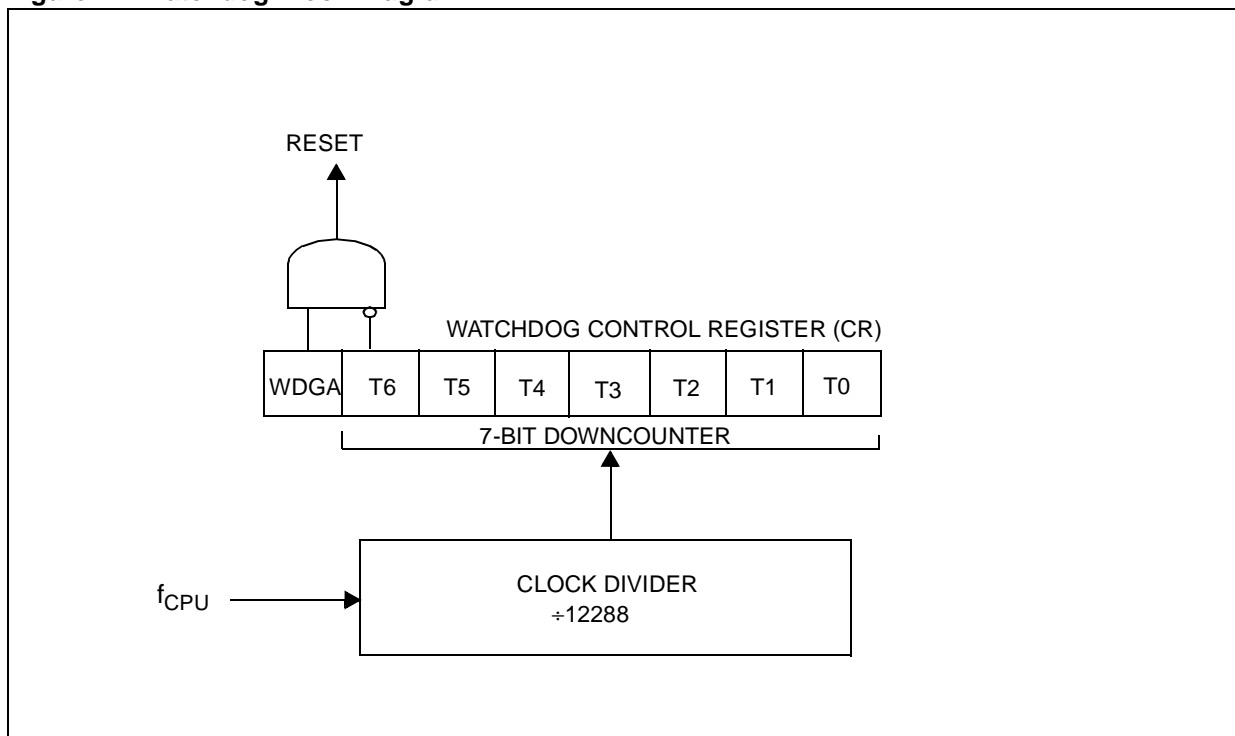 RESET
WATCHDOG CONTROL REGISTER (CR)
WDGA T6 T5 T4 T3 T2 T1 T0
7-BIT DOWNCOUNTER
fCPU
CLOCK DIVIDER
÷12288